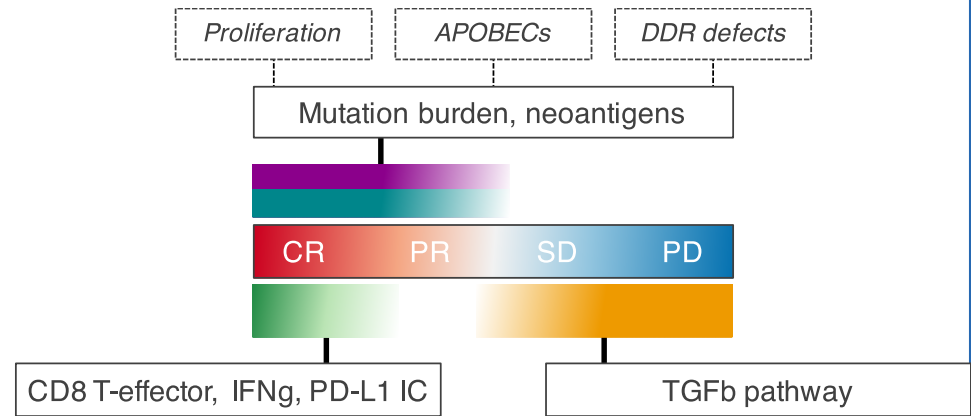 Proliferation
APOBECs
DDR defects
Mutation burden, neoantigens
CR
PR
SD
PD
CD8 T-effector, IFNg, PD-L1 IC
TGFb pathway